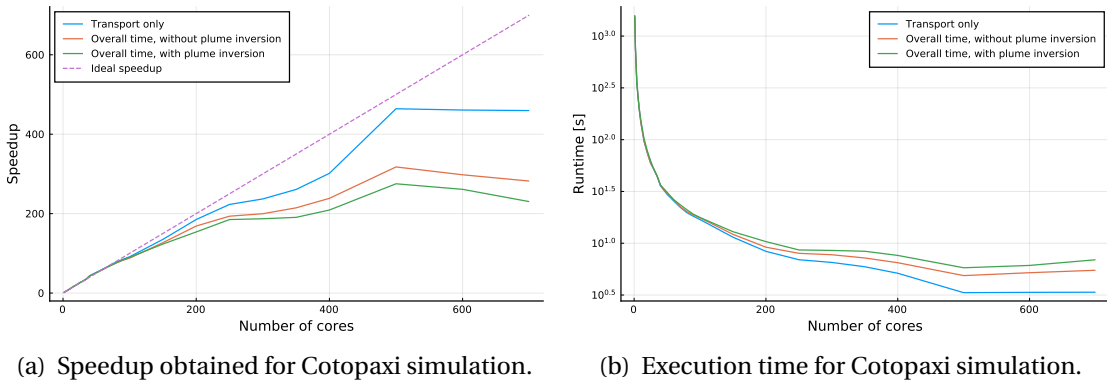 Transport only
Overall time, without plume inversion
Overall time, with plume inversion
Ideal speedup
Speedup
600
400
200
0
0
200
400
600
Number of cores
(a) Speedup obtained for Cotopaxi simulation.
Transport only
Overall time, without plume inversion
Overall time, with plume inversion
Runtime [s]
10^3.0
10^2.5
10^2.0
10^1.5
10^1.0
10^0.5
0
200
400
600
Number of cores
(b) Execution time for Cotopaxi simulation.